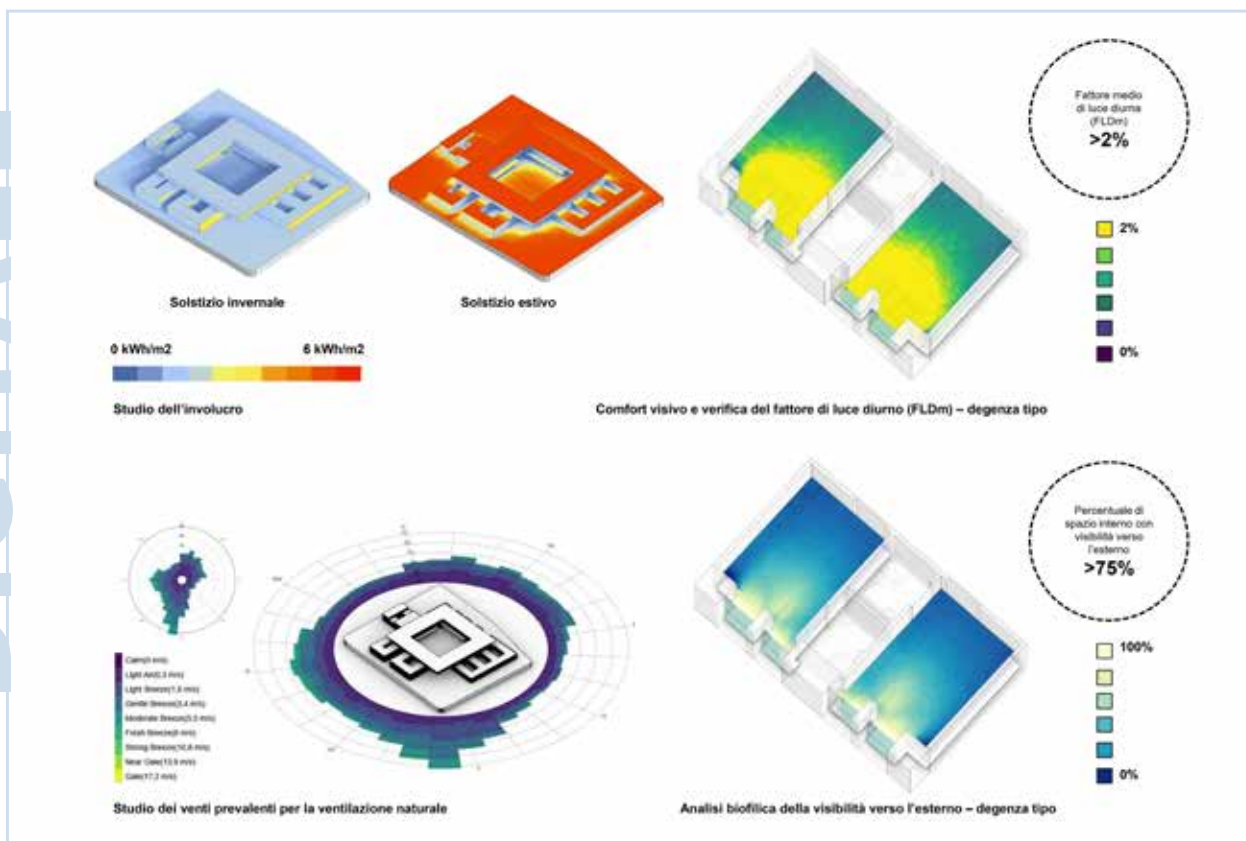 Fattore medio
di luce diurna
(FLDm)
>2%
2%
0%
Solstizio invernale
Solstizio estivo
0 kWh/m2
6 kWh/m2
Studio dell'involucro
Comfort visivo e verifica del fattore di luce diurno (FLDm) – degenza tipo
Percentuale di
spazio interno con
visibilità verso
l'esterno
>75%
100%
0%
Calm(0 m/s)
Light Air(0,3 m/s)
Light Breeze(1,6 m/s)
Gentle Breeze(3,4 m/s)
Moderate Breeze(5,5 m/s)
Fresh Breeze(8 m/s)
Strong Breeze(10,8 m/s)
Near Gale(13,9 m/s)
Gale(17,2 m/s)
Studio dei venti prevalenti per la ventilazione naturale
Analisi biofilica della visibilità verso l'esterno – degenza tipo